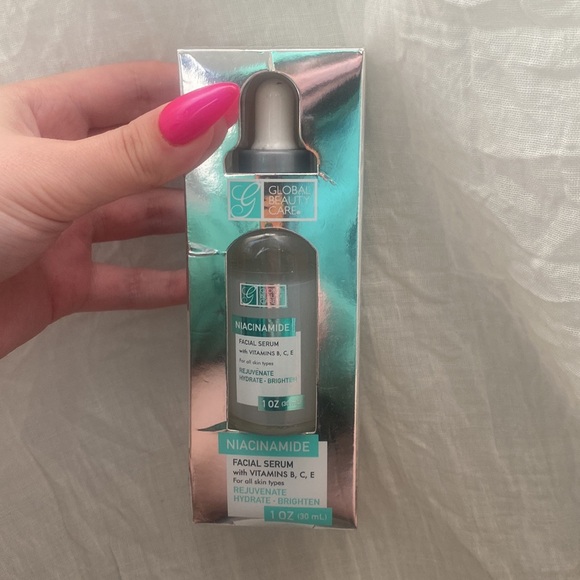 GLOBAL
BEAUTY
CARE
NIACINAMIDE
FACIAL SERUM
with VITAMINS B, C, E
For all skin types
REJUVENATE
HYDRATE • BRIGHTEN
1 OZ
NIACINAMIDE
FACIAL SERUM
with VITAMINS B, C, E
For all skin types
REJUVENATE
HYDRATE • BRIGHTEN
1 OZ (30 mL)